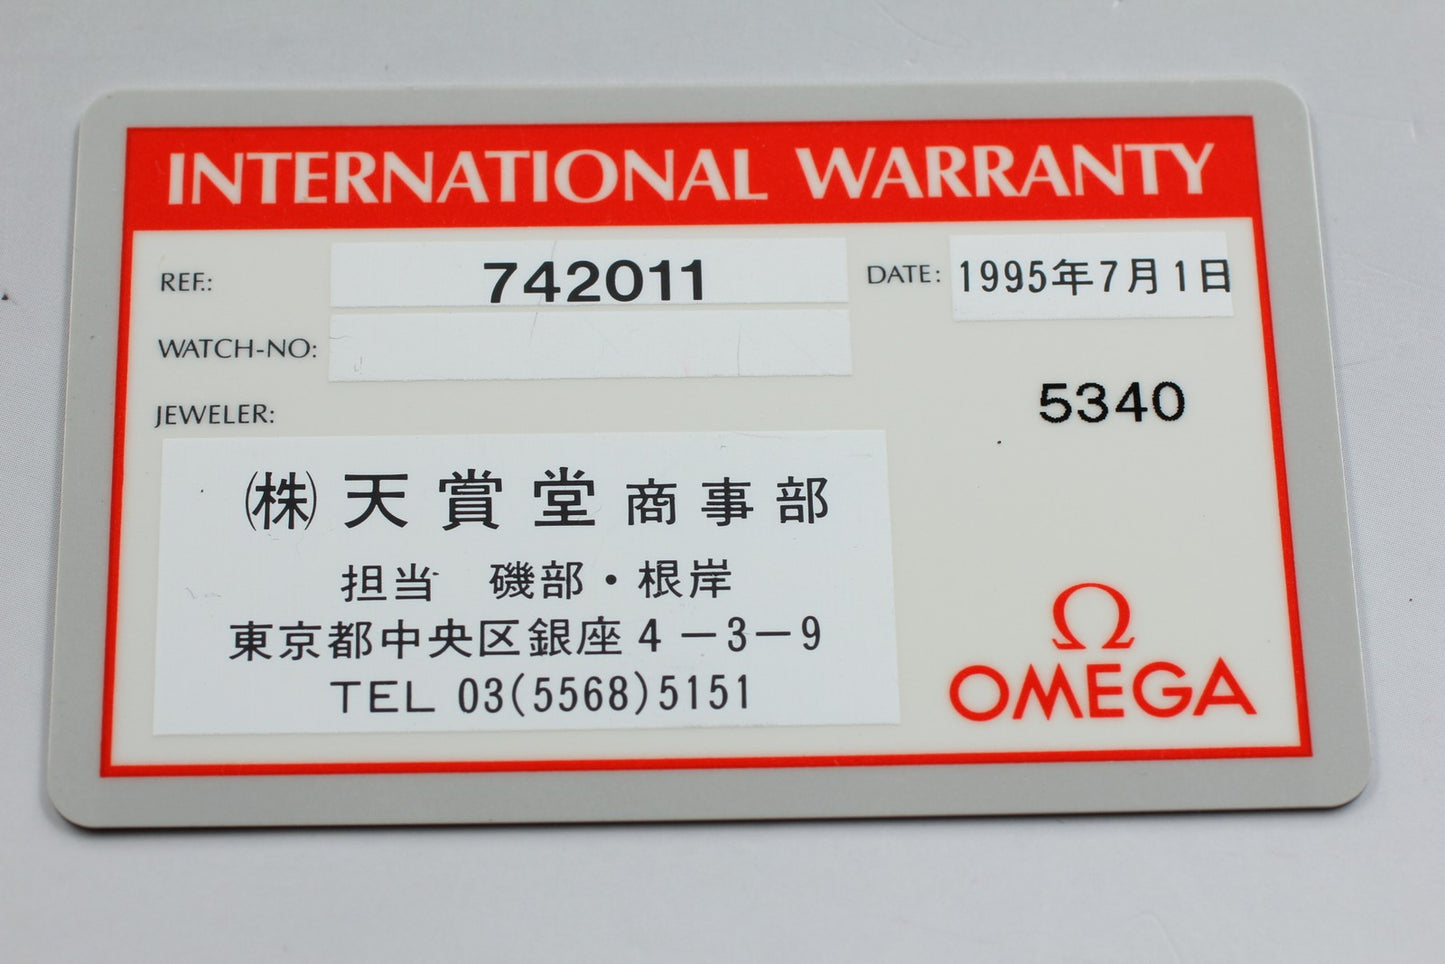 INTERNATIONAL WARRANTY
REF.: 742011 DATE: 1995年7月1日
WATCH-NO:
5340
JEWELER:
㈱ 天賞堂 商事部
担当 磯部・根岸
東京都中央区銀座4-3-9
TEL 03(5568)5151
Ω
OMEGA